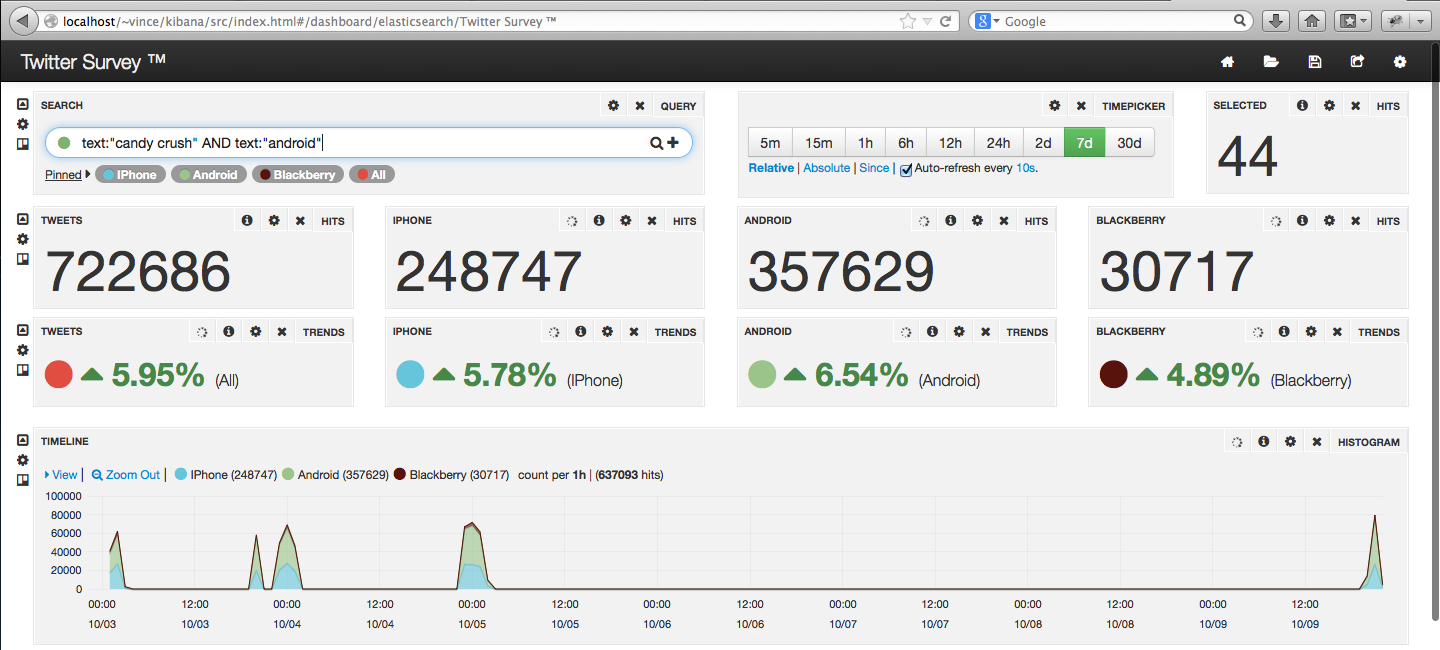 localhost/~vince/kibana/src/index.html#/dashboard/elasticsearch/Twitter Survey ™
Google
Twitter Survey ™
SEARCH QUERY
text:"candy crush" AND text:"android"
Pinned IPhone Android Blackberry All
TIMEPICKER
5m 15m 1h 6h 12h 24h 2d 7d 30d
Relative | Absolute | Since | Auto-refresh every 10s.
SELECTED HITS
44
TWEETS HITS
722686
IPHONE HITS
248747
ANDROID HITS
357629
BLACKBERRY HITS
30717
TWEETS TRENDS
5.95% (All)
IPHONE TRENDS
5.78% (IPhone)
ANDROID TRENDS
6.54% (Android)
BLACKBERRY TRENDS
4.89% (Blackberry)
TIMELINE HISTOGRAM
View | Zoom Out | IPhone (248747) Android (357629) Blackberry (30717) count per 1h | (637093 hits)
100000
80000
60000
40000
20000
0
00:00 12:00 00:00 12:00 00:00 12:00 00:00 12:00 00:00 12:00 00:00 12:00 00:00 12:00
10/03 10/03 10/04 10/04 10/05 10/05 10/06 10/06 10/07 10/07 10/08 10/08 10/09 10/09